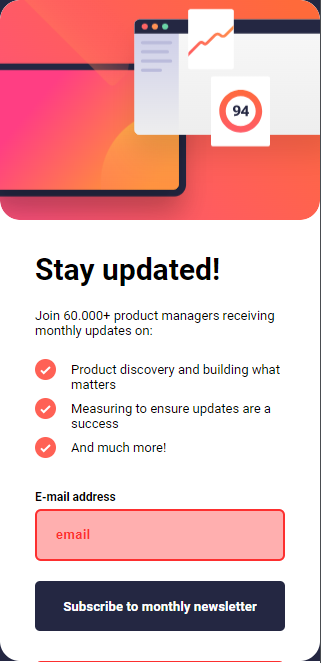 94
Stay updated!
Join 60.000+ product managers receiving
monthly updates on:
Product discovery and building what
matters
Measuring to ensure updates are a
success
And much more!
E-mail address
email
Subscribe to monthly newsletter